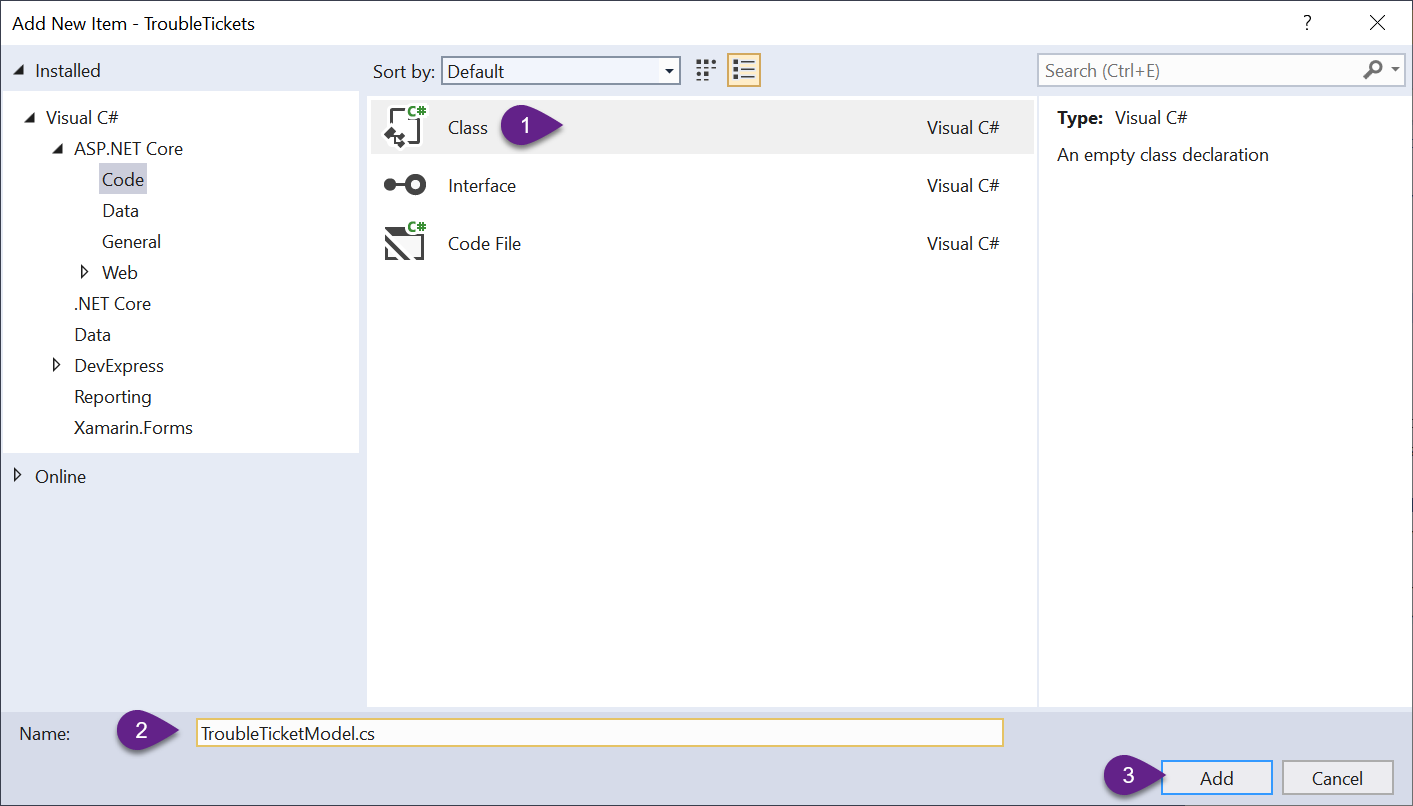 Add New Item - TroubleTickets ?
Installed
Visual C#
ASP.NET Core
Code
Data
General
Web
.NET Core
Data
DevExpress
Reporting
Xamarin.Forms
Online
Sort by: Default
C# Class 1 Visual C#
Interface Visual C#
C# Code File Visual C#
Search (Ctrl+E)
Type: Visual C#
An empty class declaration
Name: 2 TroubleTicketModel.cs
3 Add Cancel